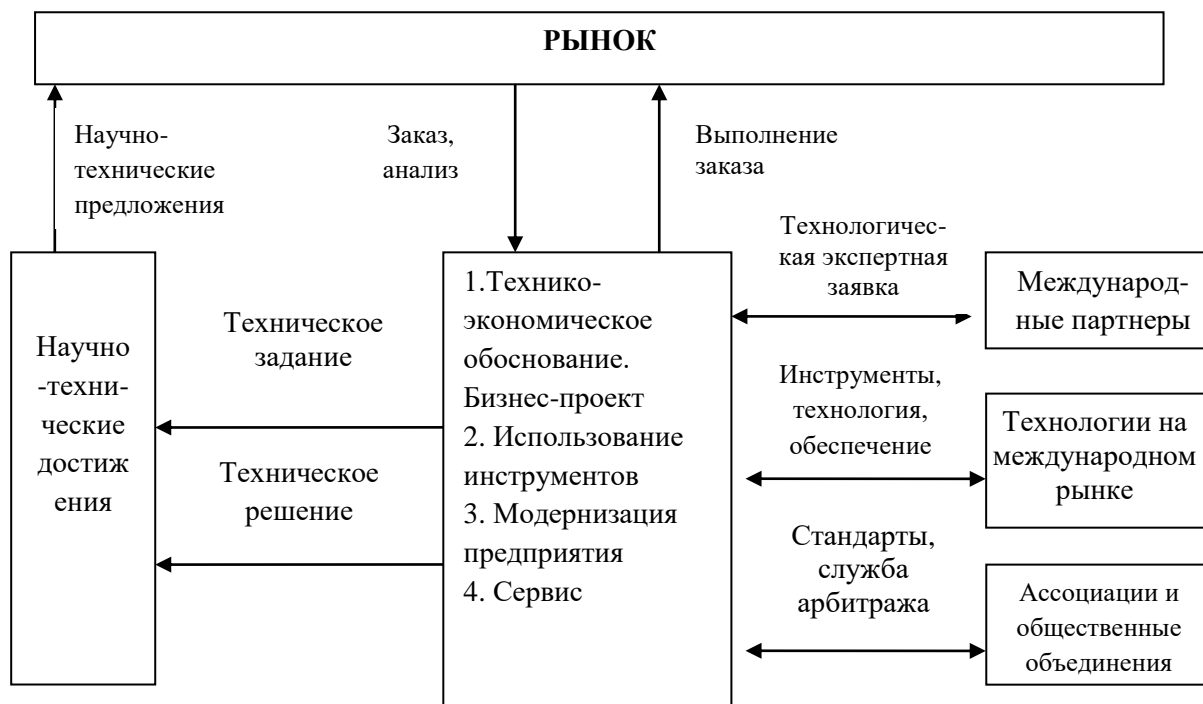 РЫНОК
Научно-
технические
предложения
Заказ,
анализ
Выполнение
заказа
Научно
-техни-
ческие
достиж
ения
Техническое
задание
Техническое
решение
1.Технико-
экономическое
обоснование.
Бизнес-проект
2. Использование
инструментов
3. Модернизация
предприятия
4. Сервис
Технологичес-
кая экспертная
заявка
Инструменты,
технология,
обеспечение
Стандарты,
служба
арбитража
Международ-
ные партнеры
Технологии на
международном
рынке
Ассоциации и
общественные
объединения